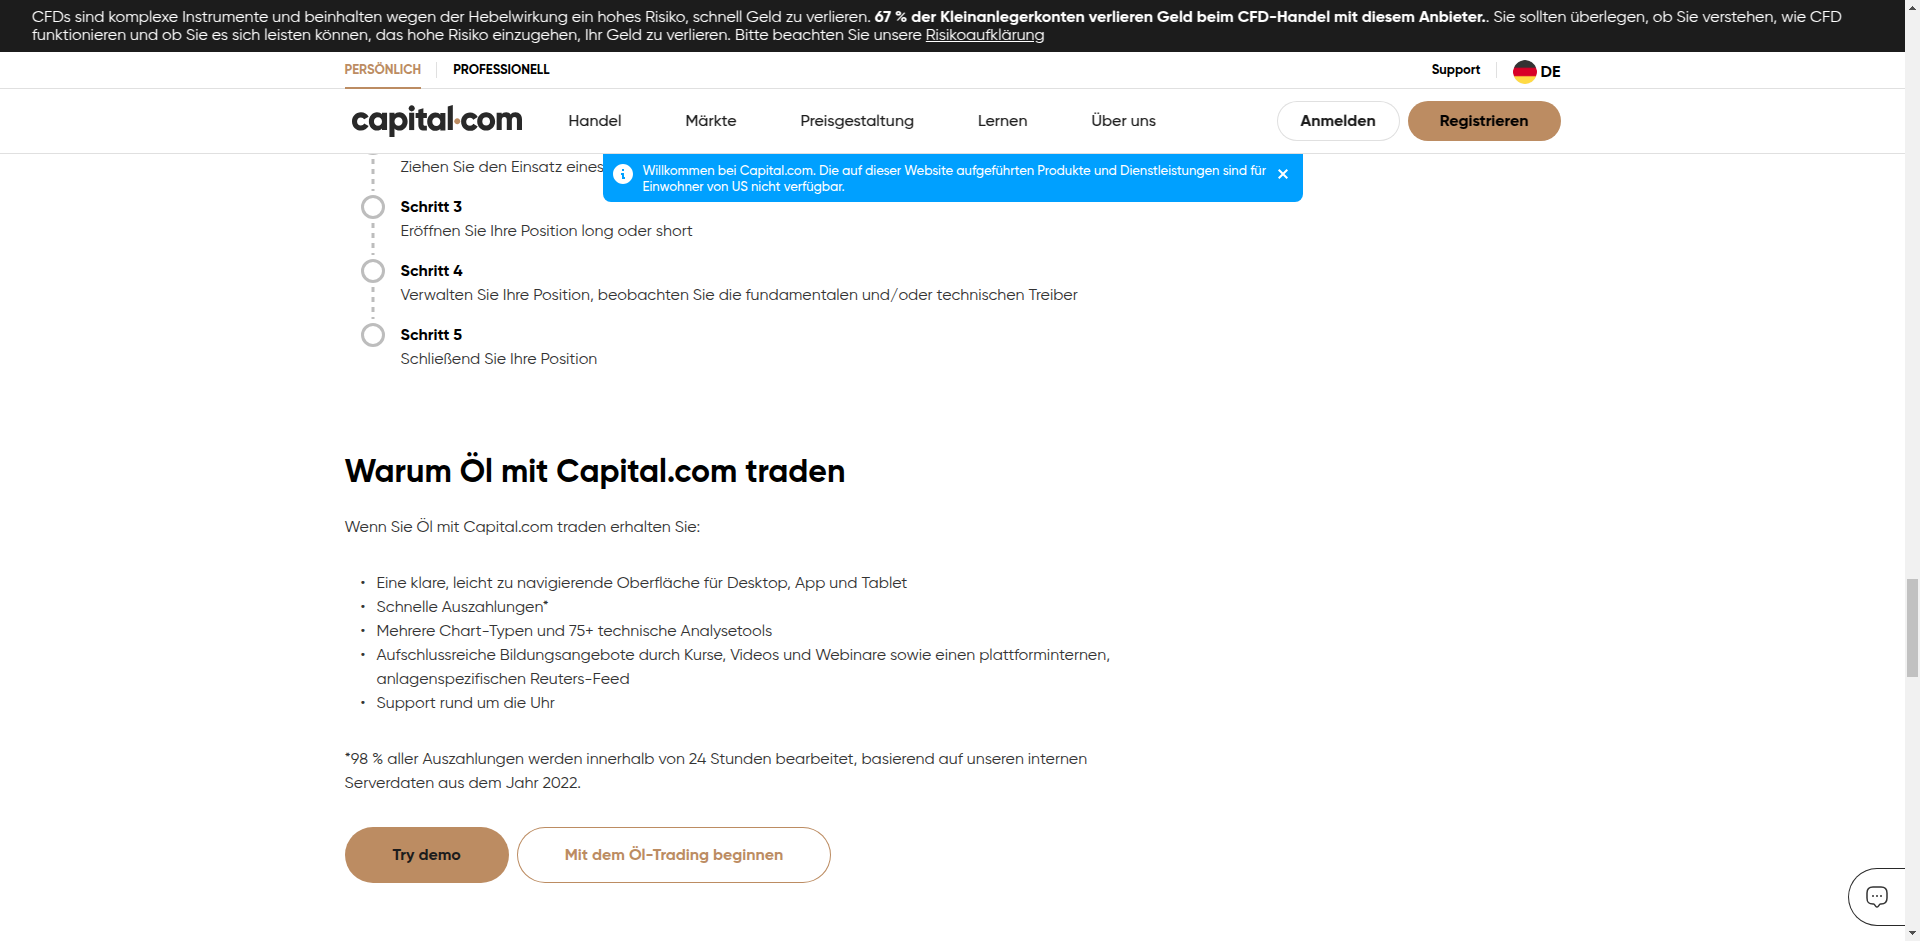 CFDs sind komplexe Instrumente und beinhalten wegen der Hebelwirkung ein hohes Risiko, schnell Geld zu verlieren. 67 % der Kleinanlegerkonten verlieren Geld beim CFD-Handel mit diesem Anbieter.. Sie sollten überlegen, ob Sie verstehen, wie CFD
funktionieren und ob Sie es sich leisten können, das hohe Risiko einzugehen, Ihr Geld zu verlieren. Bitte beachten Sie unsere Risikoaufklärung
PERSÖNLICH
PROFESSIONELL
Support
DE
capital.com
Handel
Märkte
Preisgestaltung
Lernen
Über uns
Anmelden
Registrieren
Ziehen Sie den Einsatz eines
Willkommen bei Capital.com. Die auf dieser Website aufgeführten Produkte und Dienstleistungen sind für
Einwohner von US nicht verfügbar.
Schritt 3
Eröffnen Sie Ihre Position long oder short
Schritt 4
Verwalten Sie Ihre Position, beobachten Sie die fundamentalen und/oder technischen Treiber
Schritt 5
Schließend Sie Ihre Position
Warum Öl mit Capital.com traden
Wenn Sie Öl mit Capital.com traden erhalten Sie:
• Eine klare, leicht zu navigierende Oberfläche für Desktop, App und Tablet
• Schnelle Auszahlungen*
• Mehrere Chart-Typen und 75+ technische Analysetools
• Aufschlussreiche Bildungsangebote durch Kurse, Videos und Webinare sowie einen plattforminternen,
anlagenspezifischen Reuters-Feed
• Support rund um die Uhr
*98 % aller Auszahlungen werden innerhalb von 24 Stunden bearbeitet, basierend auf unseren internen
Serverdaten aus dem Jahr 2022.
Try demo
Mit dem Öl-Trading beginnen